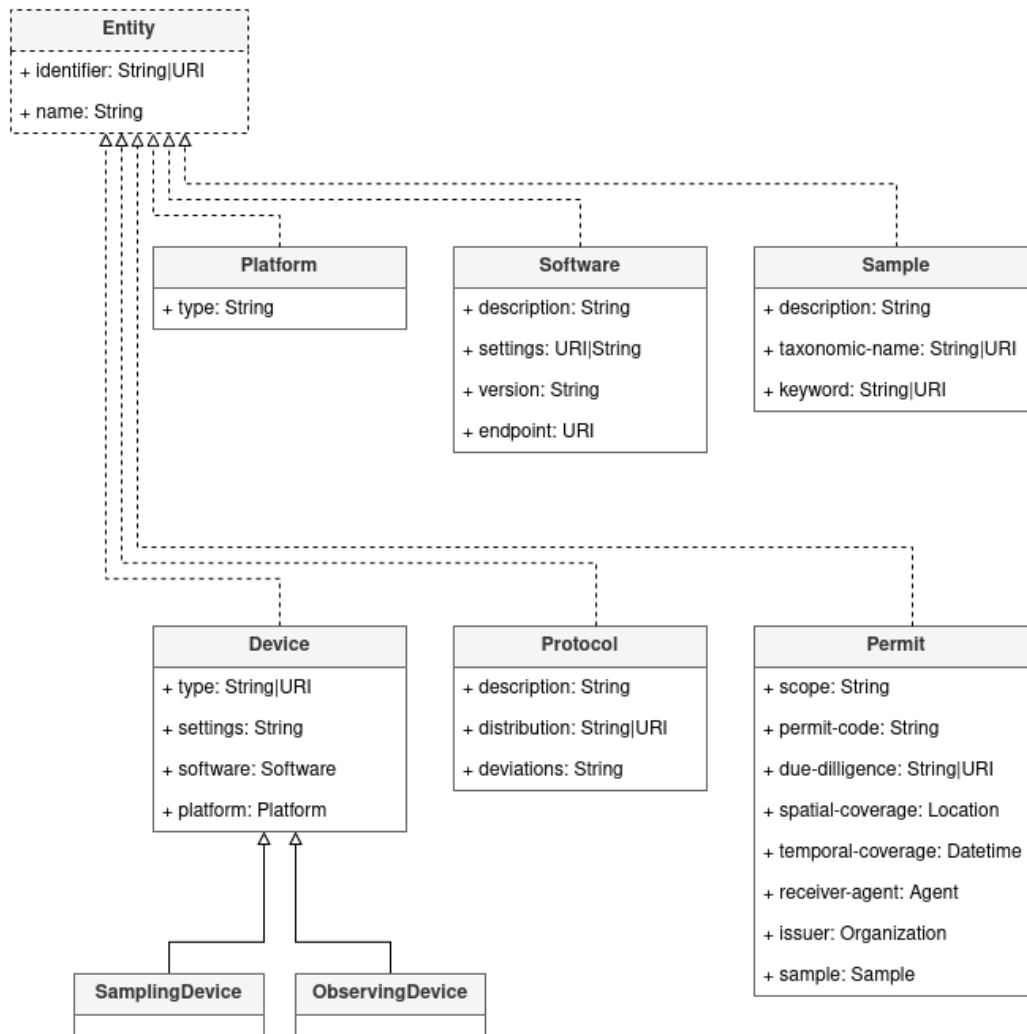 Entity
+ identifier: String|URI
+ name: String
Platform
+ type: String
Software
+ description: String
+ settings: URI|String
+ version: String
+ endpoint: URI
Sample
+ description: String
+ taxonomic-name: String|URI
+ keyword: String|URI
Device
+ type: String|URI
+ settings: String
+ software: Software
+ platform: Platform
Protocol
+ description: String
+ distribution: String|URI
+ deviations: String
Permit
+ scope: String
+ permit-code: String
+ due-dilligence: String|URI
+ spatial-coverage: Location
+ temporal-coverage: Datetime
+ receiver-agent: Agent
+ issuer: Organization
+ sample: Sample
SamplingDevice
ObservingDevice